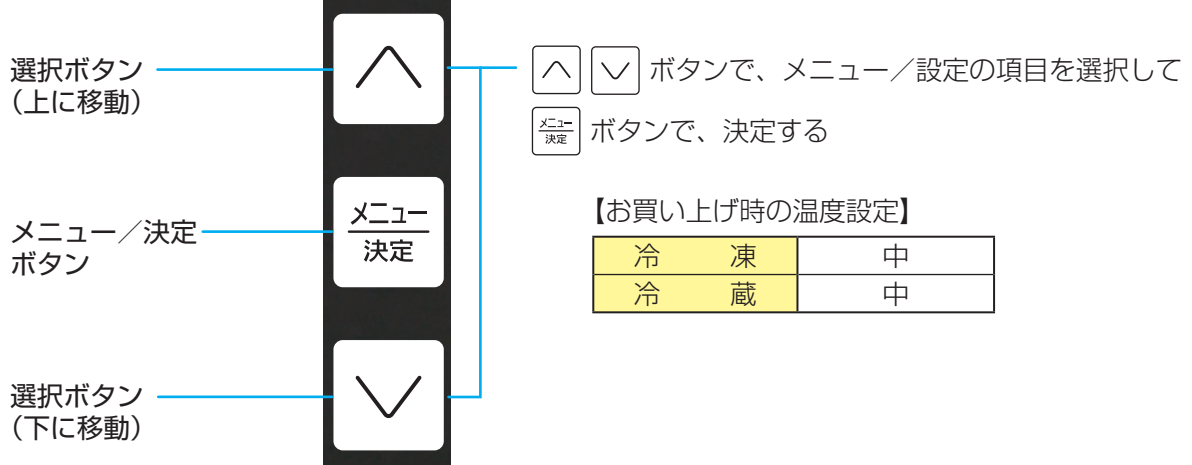 選択ボタン
（上に移動）
メニュー
決定
メニュー／決定
ボタン
選択ボタン
（下に移動）
ボタンで、メニュー／設定の項目を選択して
メニュー
決定
ボタンで、決定する
【お買い上げ時の温度設定】
冷 凍 中
冷 蔵 中